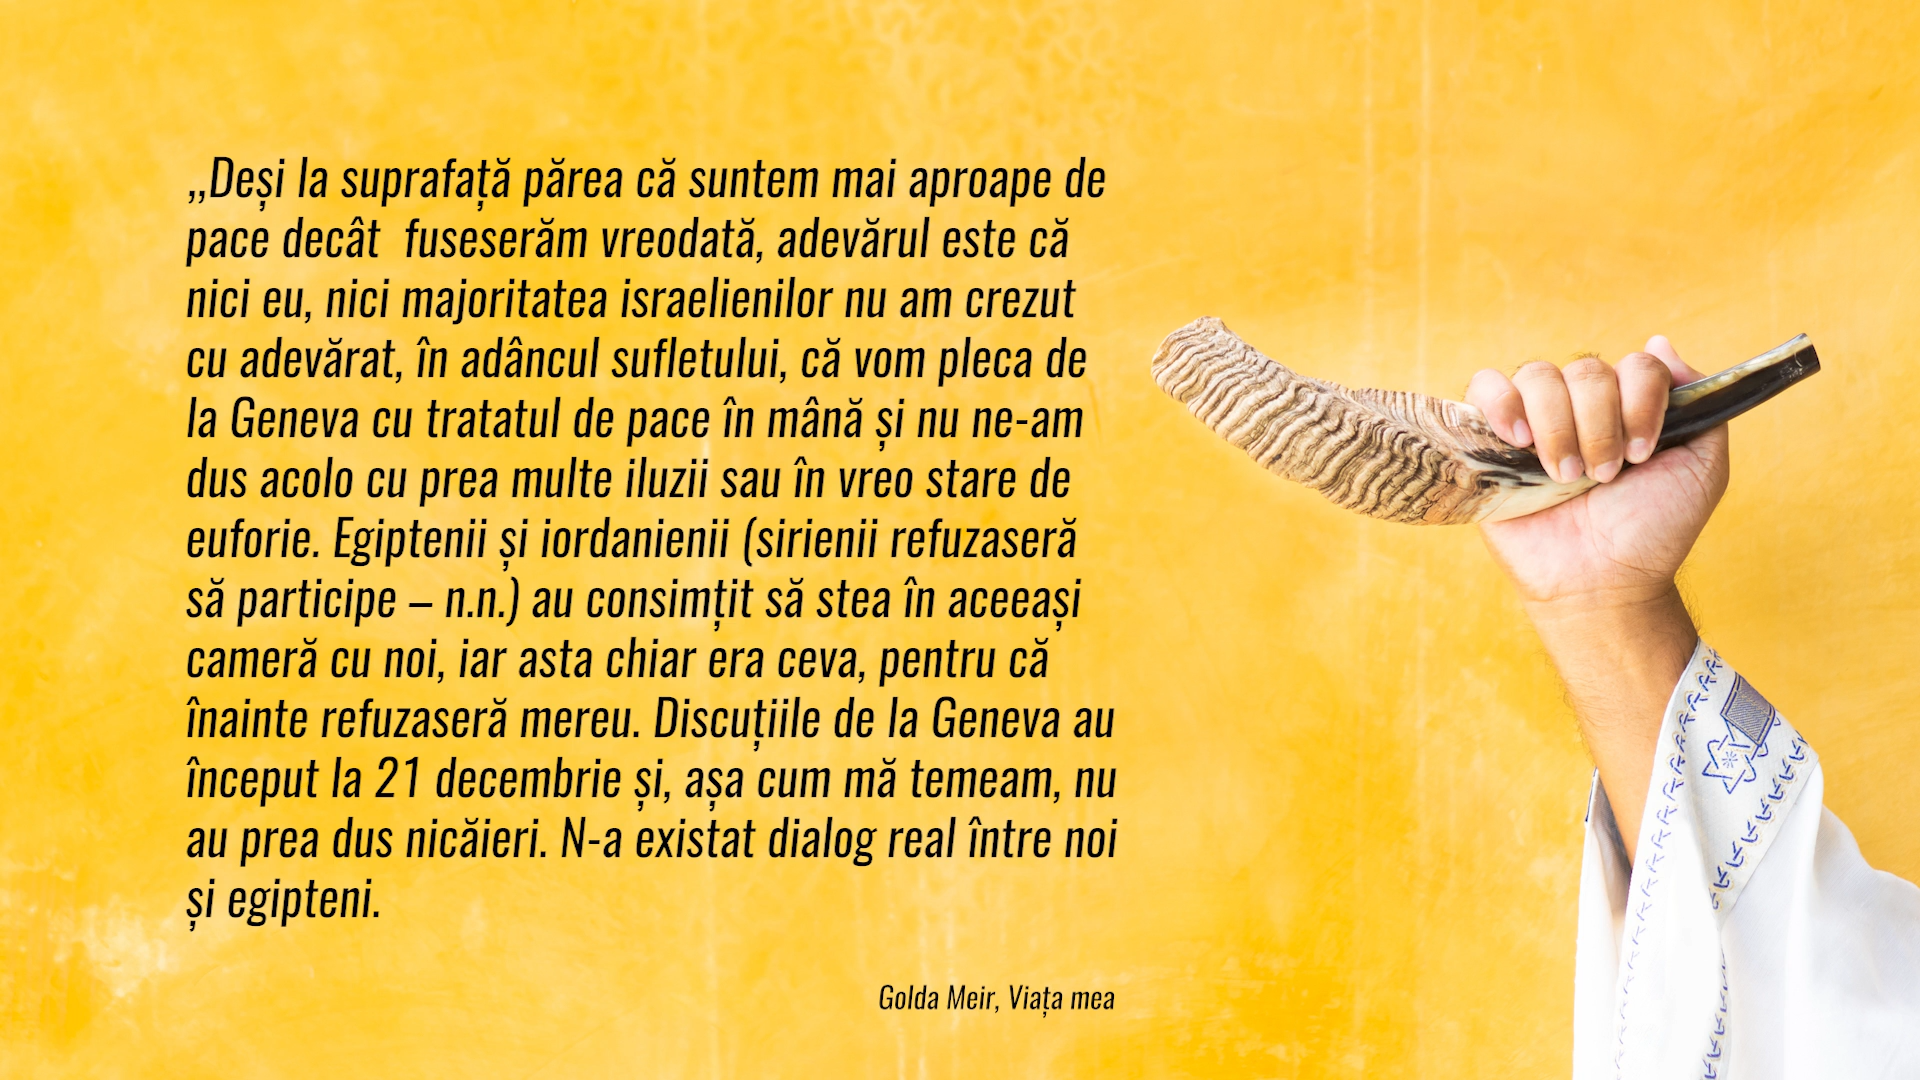 „Deși la suprafață părea că suntem mai aproape de
pace decât  fuseserăm vreodată, adevărul este că
nici eu, nici majoritatea israelienilor nu am crezut
cu adevărat, în adâncul sufletului, că vom pleca de
la Geneva cu tratatul de pace în mână și nu ne-am
dus acolo cu prea multe iluzii sau în vreo stare de
euforie. Egiptenii și iordanienii (sirienii refuzaseră
să participe – n.n.) au consimțit să stea în aceeași
cameră cu noi, iar asta chiar era ceva, pentru că
înainte refuzaseră mereu. Discuțiile de la Geneva au
început la 21 decembrie și, așa cum mă temeam, nu
au prea dus nicăieri. N-a existat dialog real între noi
și egipteni.
Golda Meir, Viața mea